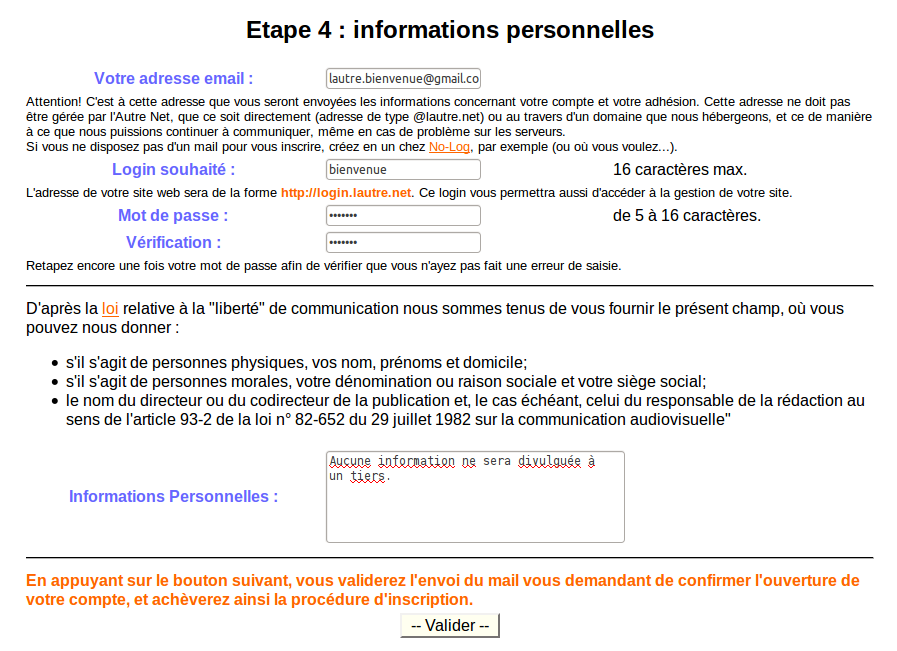 Etape 4 : informations personnelles
Votre adresse email : lautre.bienvenue@gmail.co
Attention! C'est à cette adresse que vous seront envoyées les informations concernant votre compte et votre adhésion. Cette adresse ne doit pas
être gérée par l'Autre Net, que ce soit directement (adresse de type @lautre.net) ou au travers d'un domaine que nous hébergeons, et ce de manière
à ce que nous puissions continuer à communiquer, même en cas de problème sur les serveurs.
Si vous ne disposez pas d'un mail pour vous inscrire, créez en un chez No-Log, par exemple (ou où vous voulez...).
Login souhaité : bienvenue 16 caractères max.
L'adresse de votre site web sera de la forme http://login.lautre.net. Ce login vous permettra aussi d'accéder à la gestion de votre site.
Mot de passe : ••••••• de 5 à 16 caractères.
Vérification : •••••••
Retapez encore une fois votre mot de passe afin de vérifier que vous n'ayez pas fait une erreur de saisie.
D'après la loi relative à la "liberté" de communication nous sommes tenus de vous fournir le présent champ, où vous
pouvez nous donner :
• s'il s'agit de personnes physiques, vos nom, prénoms et domicile;
• s'il s'agit de personnes morales, votre dénomination ou raison sociale et votre siège social;
• le nom du directeur ou du codirecteur de la publication et, le cas échéant, celui du responsable de la rédaction au
sens de l'article 93-2 de la loi n° 82-652 du 29 juillet 1982 sur la communication audiovisuelle"
Aucune information ne sera divulguée à
un tiers.
Informations Personnelles :
En appuyant sur le bouton suivant, vous validerez l'envoi du mail vous demandant de confirmer l'ouverture de
votre compte, et achèverez ainsi la procédure d'inscription.
-- Valider --